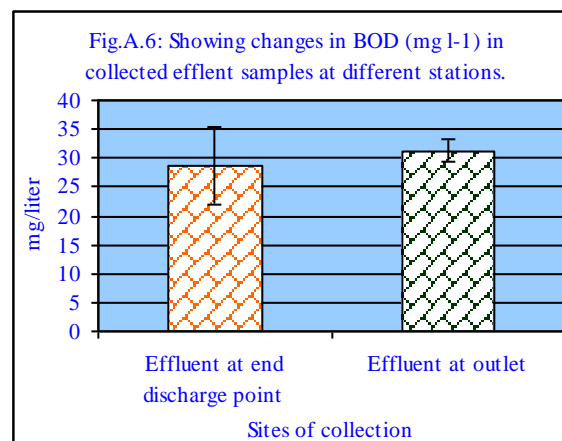 Fig.A.6: Showing changes in BOD (mg l-1) in
collected efflent samples at different stations.
40
35
30
25
20
15
10
5
0
mg/liter
Effluent at end
discharge point
Effluent at outlet
Sites of collection